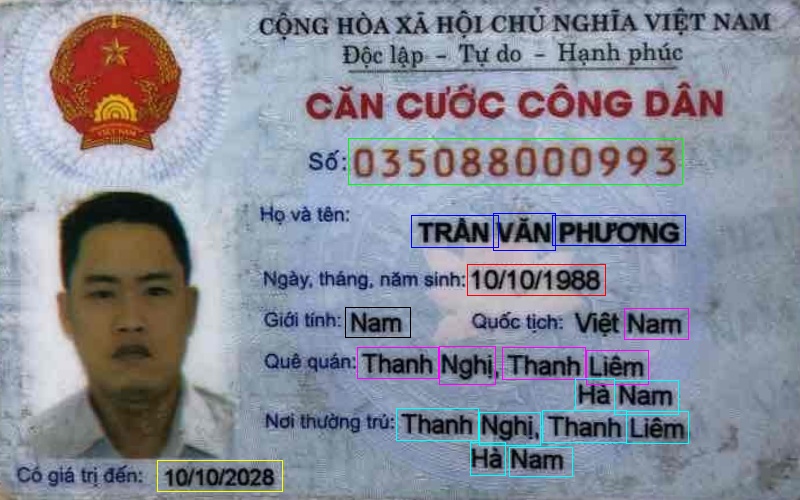 CỘNG HÒA XÃ HỘI CHỦ NGHĨA VIỆT NAM
Độc lập - Tự do - Hạnh phúc
CĂN CƯỚC CÔNG DÂN
Số: 035088000993
Họ và tên: TRẦN VĂN PHƯƠNG
Ngày, tháng, năm sinh: 10/10/1988
Giới tính: Nam Quốc tịch: Việt Nam
Quê quán: Thanh Nghị, Thanh Liêm
Hà Nam
Nơi thường trú: Thanh Nghị, Thanh Liêm
Hà Nam
Có giá trị đến: 10/10/2028
VIỆT NAM